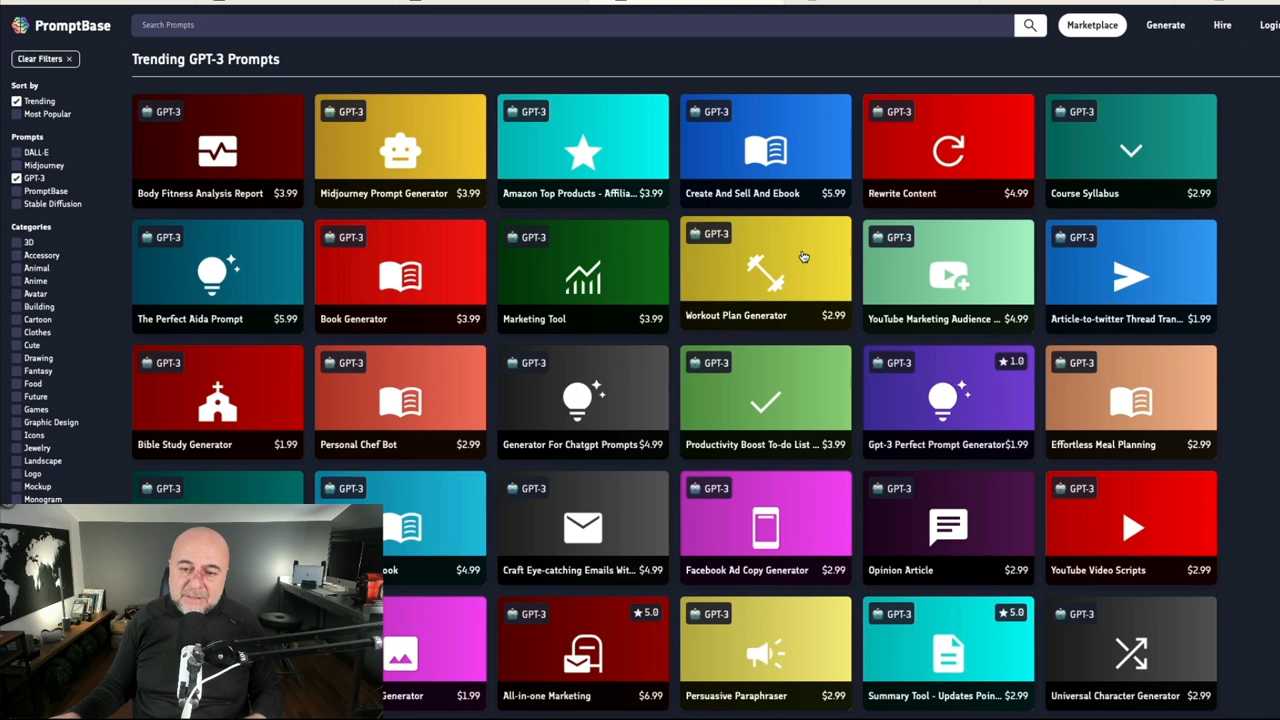 PromptBase
Search Prompts
Marketplace
Generate
Hire
Login
Clear Filters ×
Trending GPT-3 Prompts
Sort by
Trending
Most Popular
Prompts
DALL-E
Midjourney
GPT-3
PromptBase
Stable Diffusion
Categories
3D
Accessory
Animal
Anime
Avatar
Building
Cartoon
Clothes
Cute
Drawing
Fantasy
Food
Future
Games
Graphic Design
Icons
Jewelry
Landscape
Logo
Mockup
Monogram
GPT-3
Body Fitness Analysis Report $3.99
GPT-3
Midjourney Prompt Generator $3.99
GPT-3
Amazon Top Products - Affilia... $3.99
GPT-3
Create And Sell And Ebook $5.99
GPT-3
Rewrite Content $4.99
GPT-3
Course Syllabus $2.99
GPT-3
The Perfect Aida Prompt $5.99
GPT-3
Book Generator $3.99
GPT-3
Marketing Tool $3.99
GPT-3
Workout Plan Generator $2.99
GPT-3
YouTube Marketing Audience ... $4.99
GPT-3
Article-to-twitter Thread Tran... $1.99
GPT-3
Bible Study Generator $1.99
GPT-3
Personal Chef Bot $2.99
GPT-3
Generator For Chatgpt Prompts $4.99
GPT-3
Productivity Boost To-do List ... $3.99
GPT-3 ★ 1.0
Gpt-3 Perfect Prompt Generator $1.99
GPT-3
Effortless Meal Planning $2.99
GPT-3
GPT-3
ook $4.99
GPT-3
Craft Eye-catching Emails Wit... $4.99
GPT-3
Facebook Ad Copy Generator $2.99
GPT-3
Opinion Article $2.99
GPT-3
YouTube Video Scripts $2.99
Generator $1.99
GPT-3 ★ 5.0
All-in-one Marketing $6.99
GPT-3
Persuasive Paraphraser $2.99
GPT-3 ★ 5.0
Summary Tool - Updates Poin... $2.99
GPT-3
Universal Character Generator $2.99